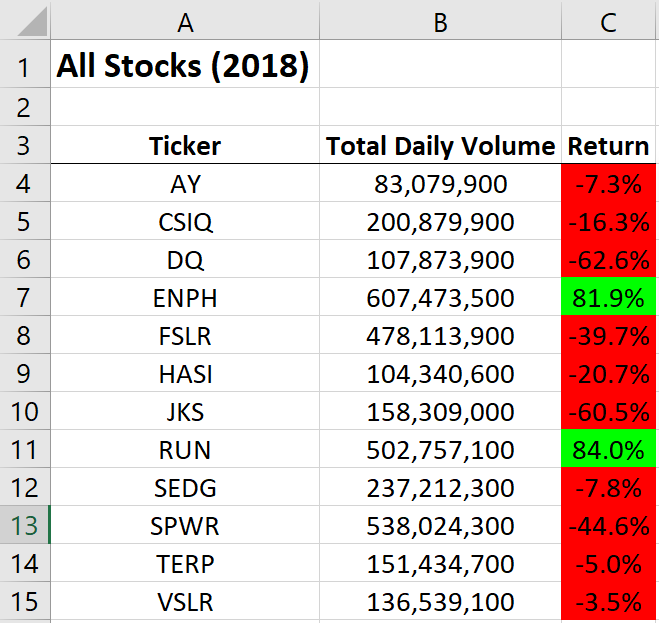 A B C
1 All Stocks (2018)
2
3 Ticker Total Daily Volume Return
4 AY 83,079,900 -7.3%
5 CSIQ 200,879,900 -16.3%
6 DQ 107,873,900 -62.6%
7 ENPH 607,473,500 81.9%
8 FSLR 478,113,900 -39.7%
9 HASI 104,340,600 -20.7%
10 JKS 158,309,000 -60.5%
11 RUN 502,757,100 84.0%
12 SEDG 237,212,300 -7.8%
13 SPWR 538,024,300 -44.6%
14 TERP 151,434,700 -5.0%
15 VSLR 136,539,100 -3.5%